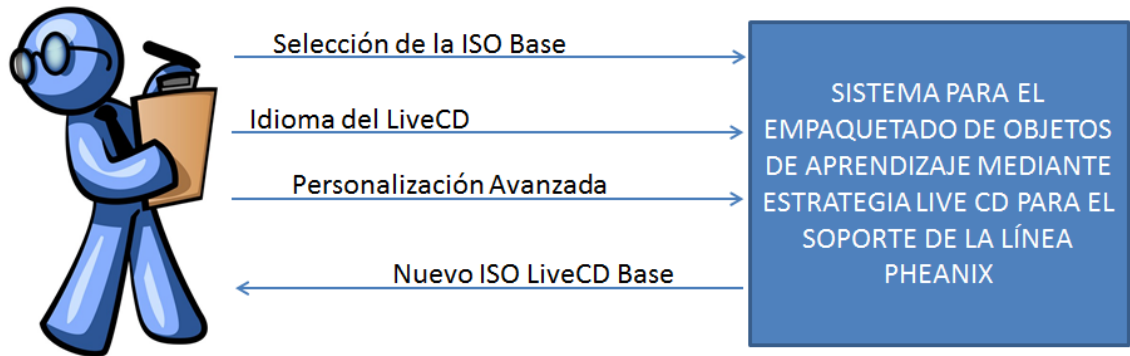 Selección de la ISO Base
Idioma del LiveCD
Personalización Avanzada
Nuevo ISO LiveCD Base
SISTEMA PARA EL
EMPAQUETADO DE OBJETOS
DE APRENDIZAJE MEDIANTE
ESTRATEGIA LIVE CD PARA EL
SOPORTE DE LA LÍNEA
PHEANIX